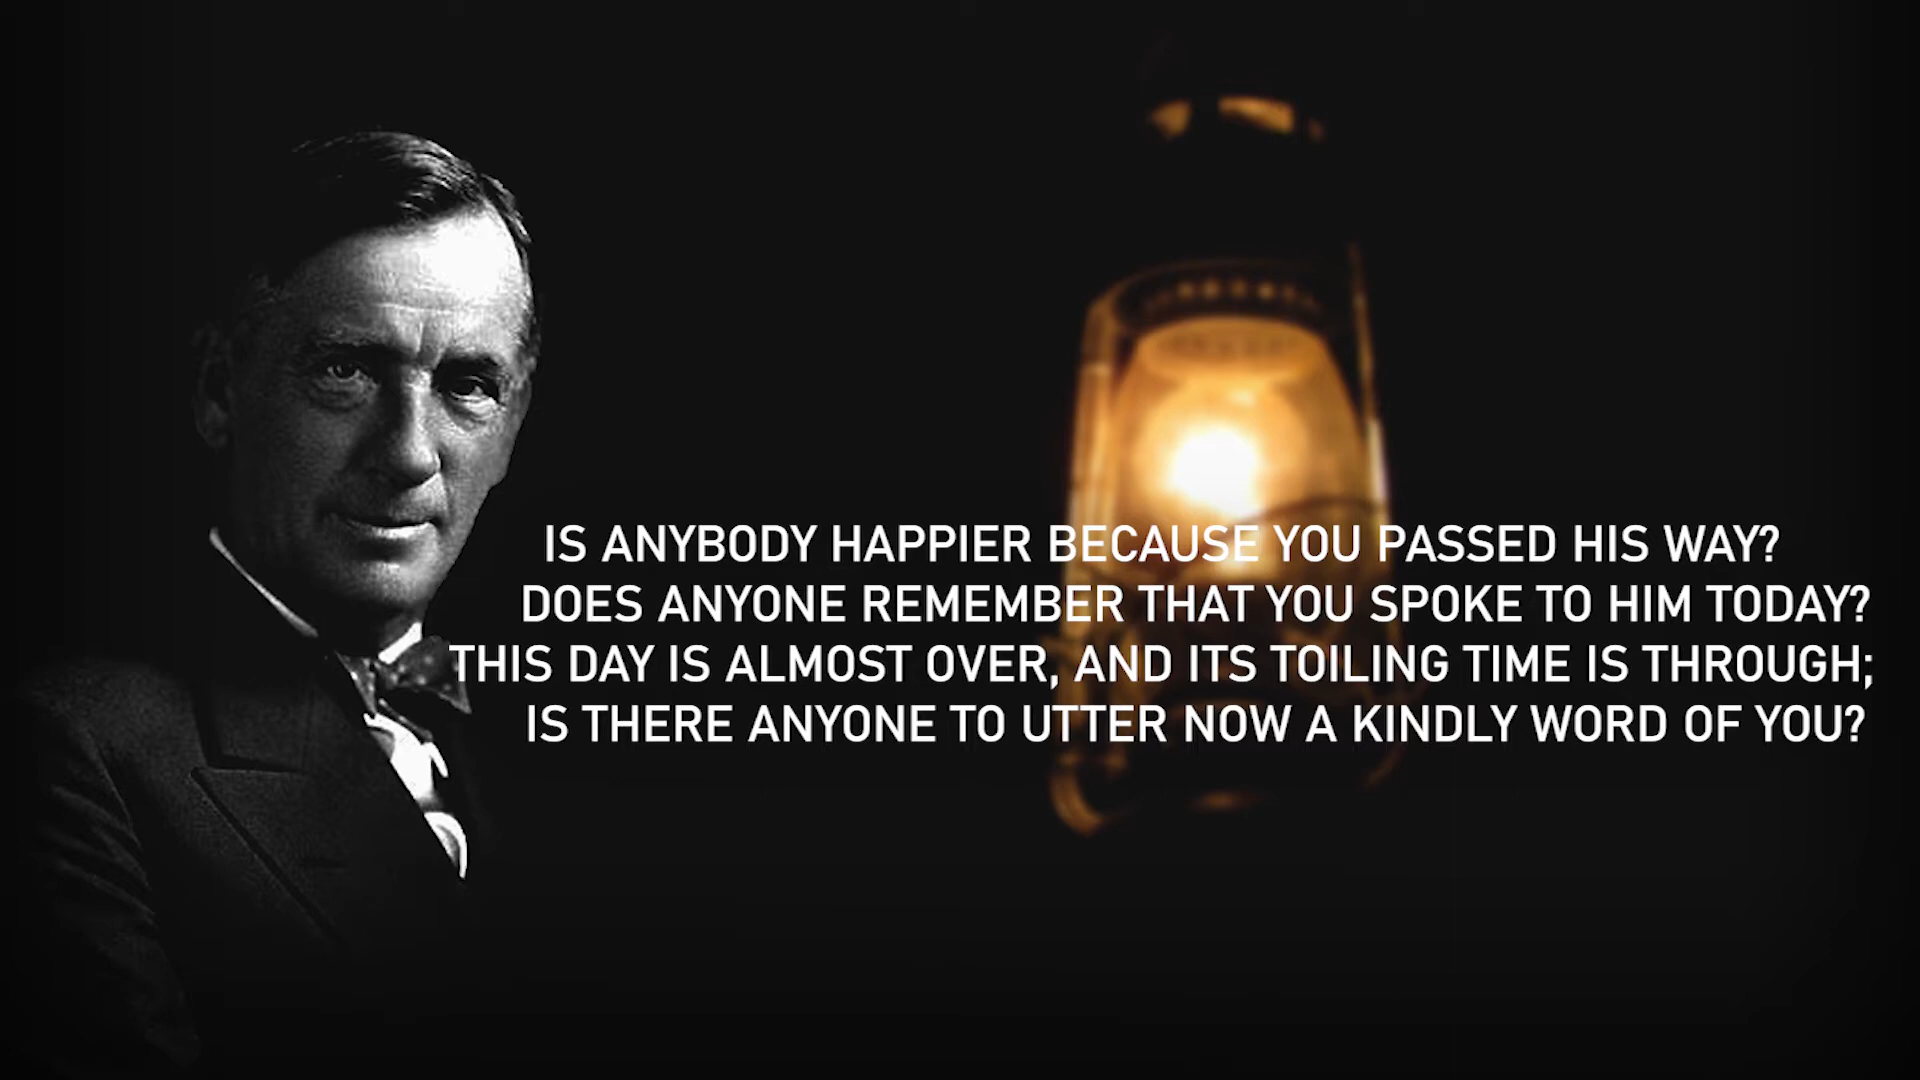 IS ANYBODY HAPPIER BECAUSE YOU PASSED HIS WAY?
DOES ANYONE REMEMBER THAT YOU SPOKE TO HIM TODAY?
THIS DAY IS ALMOST OVER, AND ITS TOILING TIME IS THROUGH;
IS THERE ANYONE TO UTTER NOW A KINDLY WORD OF YOU?